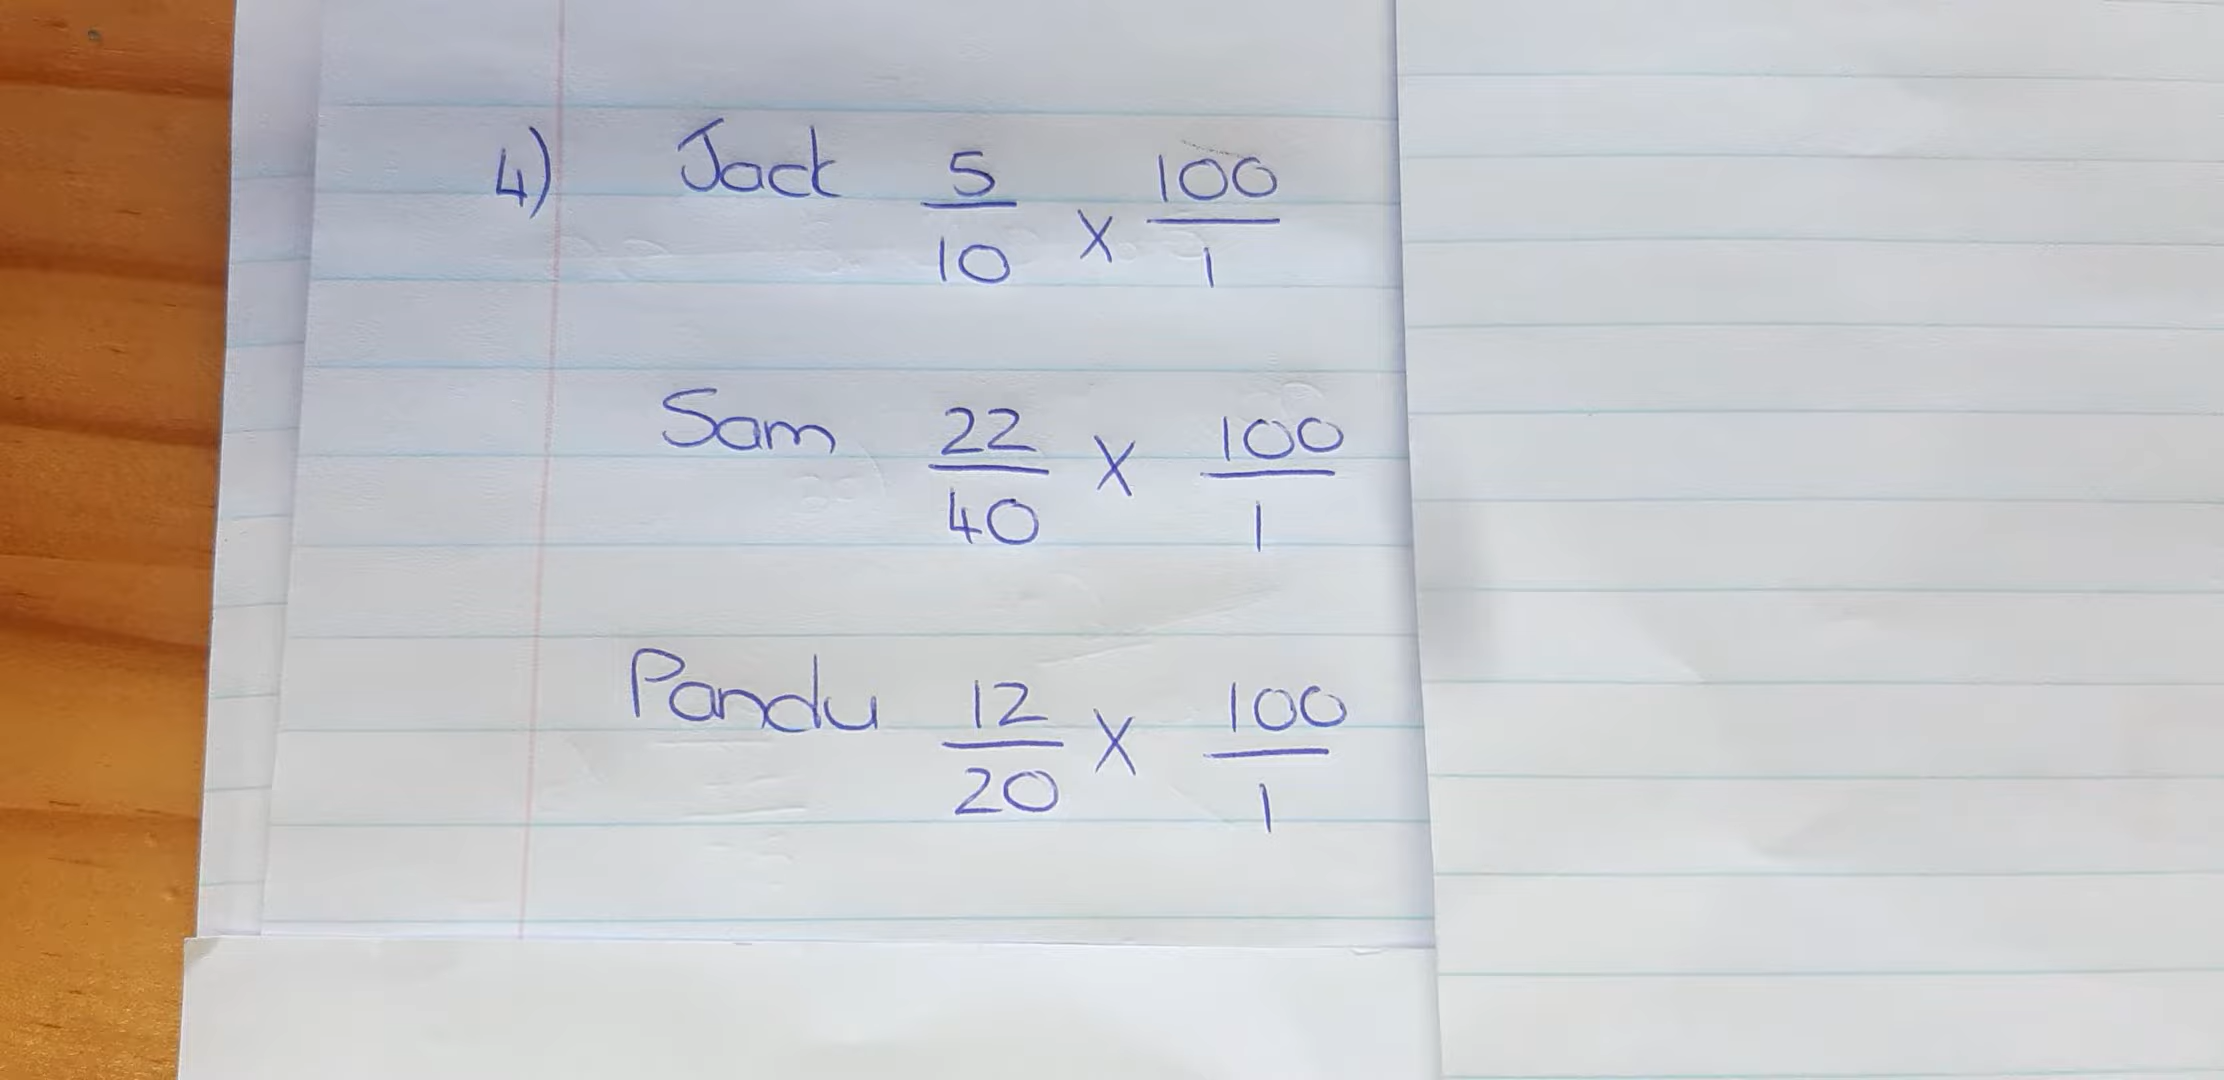 4) Jack 5/10 x 100/1
Sam 22/40 x 100/1
Pandu 12/20 x 100/1